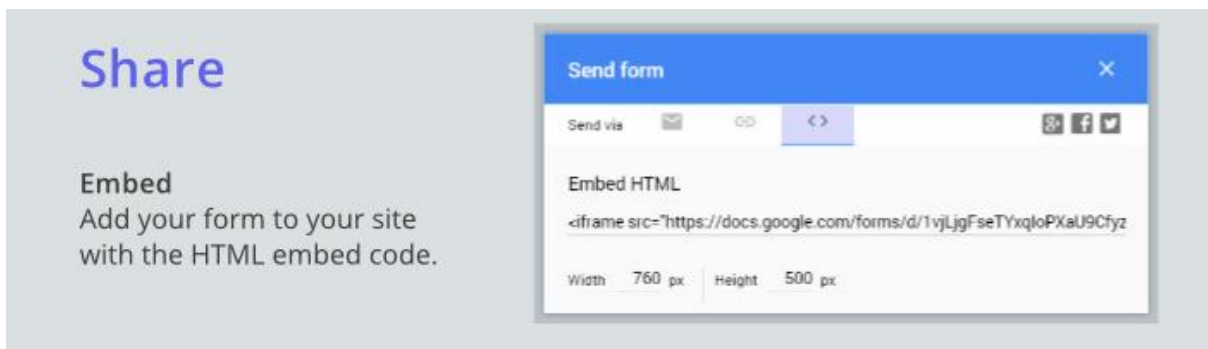 Share
Embed
Add your form to your site
with the HTML embed code.
Send form
Send via
Embed HTML
<iframe src="https://docs.google.com/forms/d/1vjLjgFseTYxqIoPXaU9Cfyz
Width 760 px Height 500 px